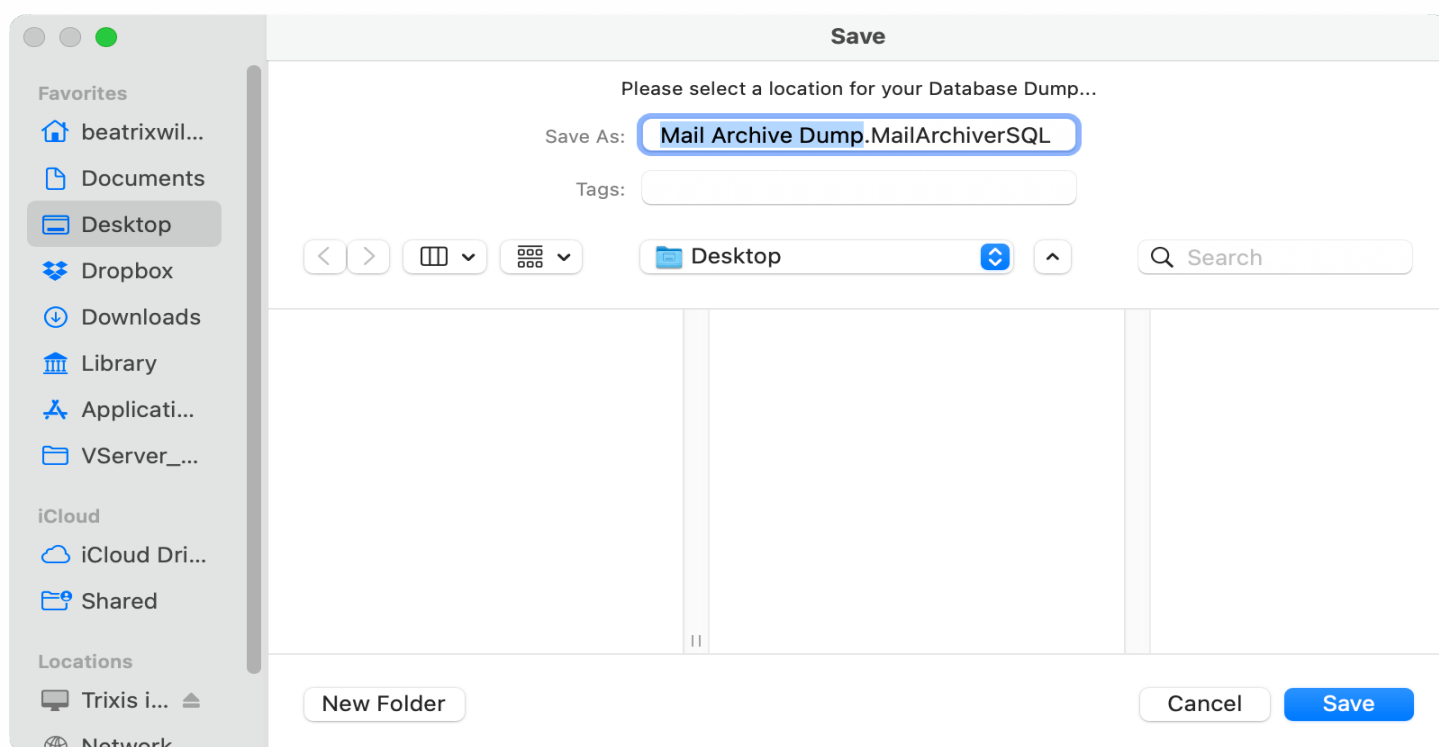 Save
Favorites
beatrixwil...
Documents
Desktop
Dropbox
Downloads
Library
Applicati...
VServer_...
iCloud
iCloud Dri...
Shared
Locations
Trixis i...
Network
Please select a location for your Database Dump...
Save As: Mail Archive Dump.MailArchiverSQL
Tags:
Desktop
Search
New Folder
Cancel
Save